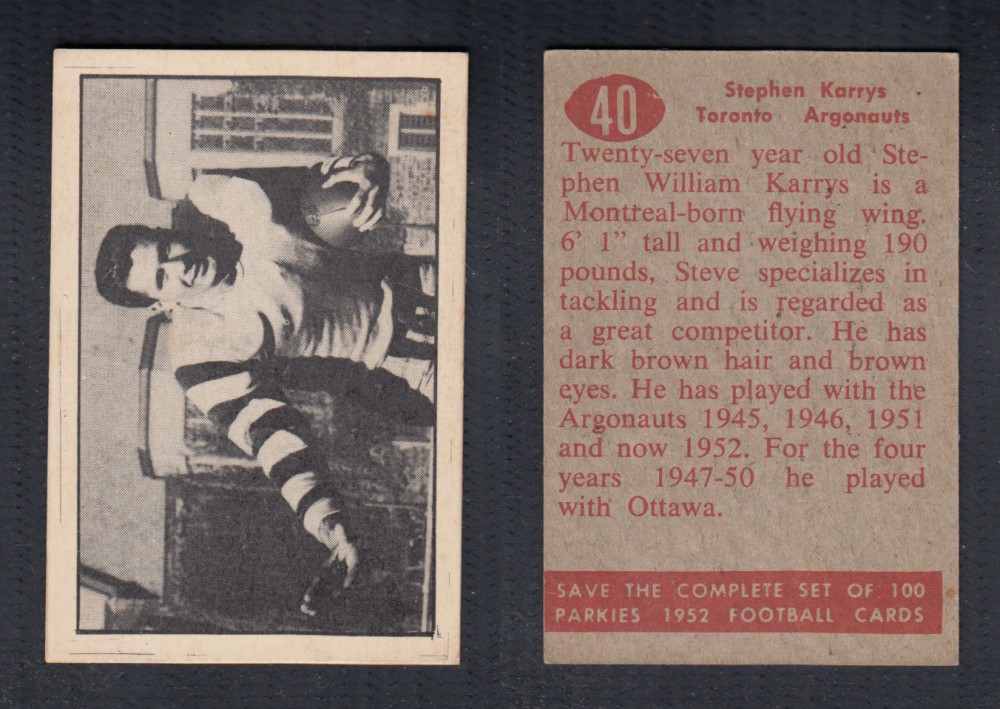 40
Stephen Karrys
Toronto Argonauts
Twenty-seven year old Ste-
phen William Karrys is a
Montreal-born flying wing.
6' 1" tall and weighing 190
pounds, Steve specializes in
tackling and is regarded as
a great competitor. He has
dark brown hair and brown
eyes. He has played with the
Argonauts 1945, 1946, 1951
and now 1952. For the four
years 1947-50 he played
with Ottawa.
SAVE THE COMPLETE SET OF 100
PARKIES 1952 FOOTBALL CARDS